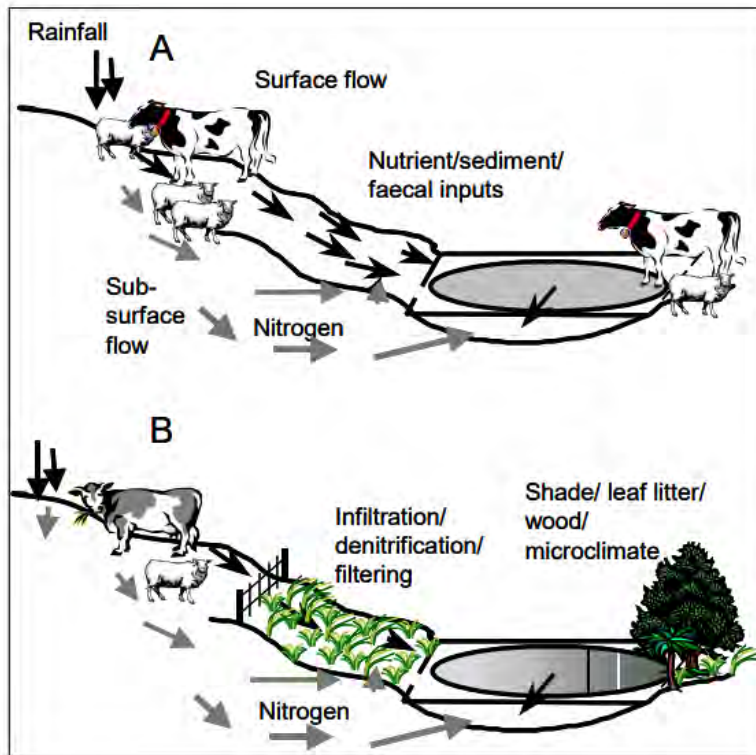 Rainfall
A
Surface flow
Nutrient/sediment/
faecal inputs
Sub-
surface
flow
Nitrogen
B
Infiltration/
denitrification/
filtering
Shade/ leaf litter/
wood/
microclimate
Nitrogen